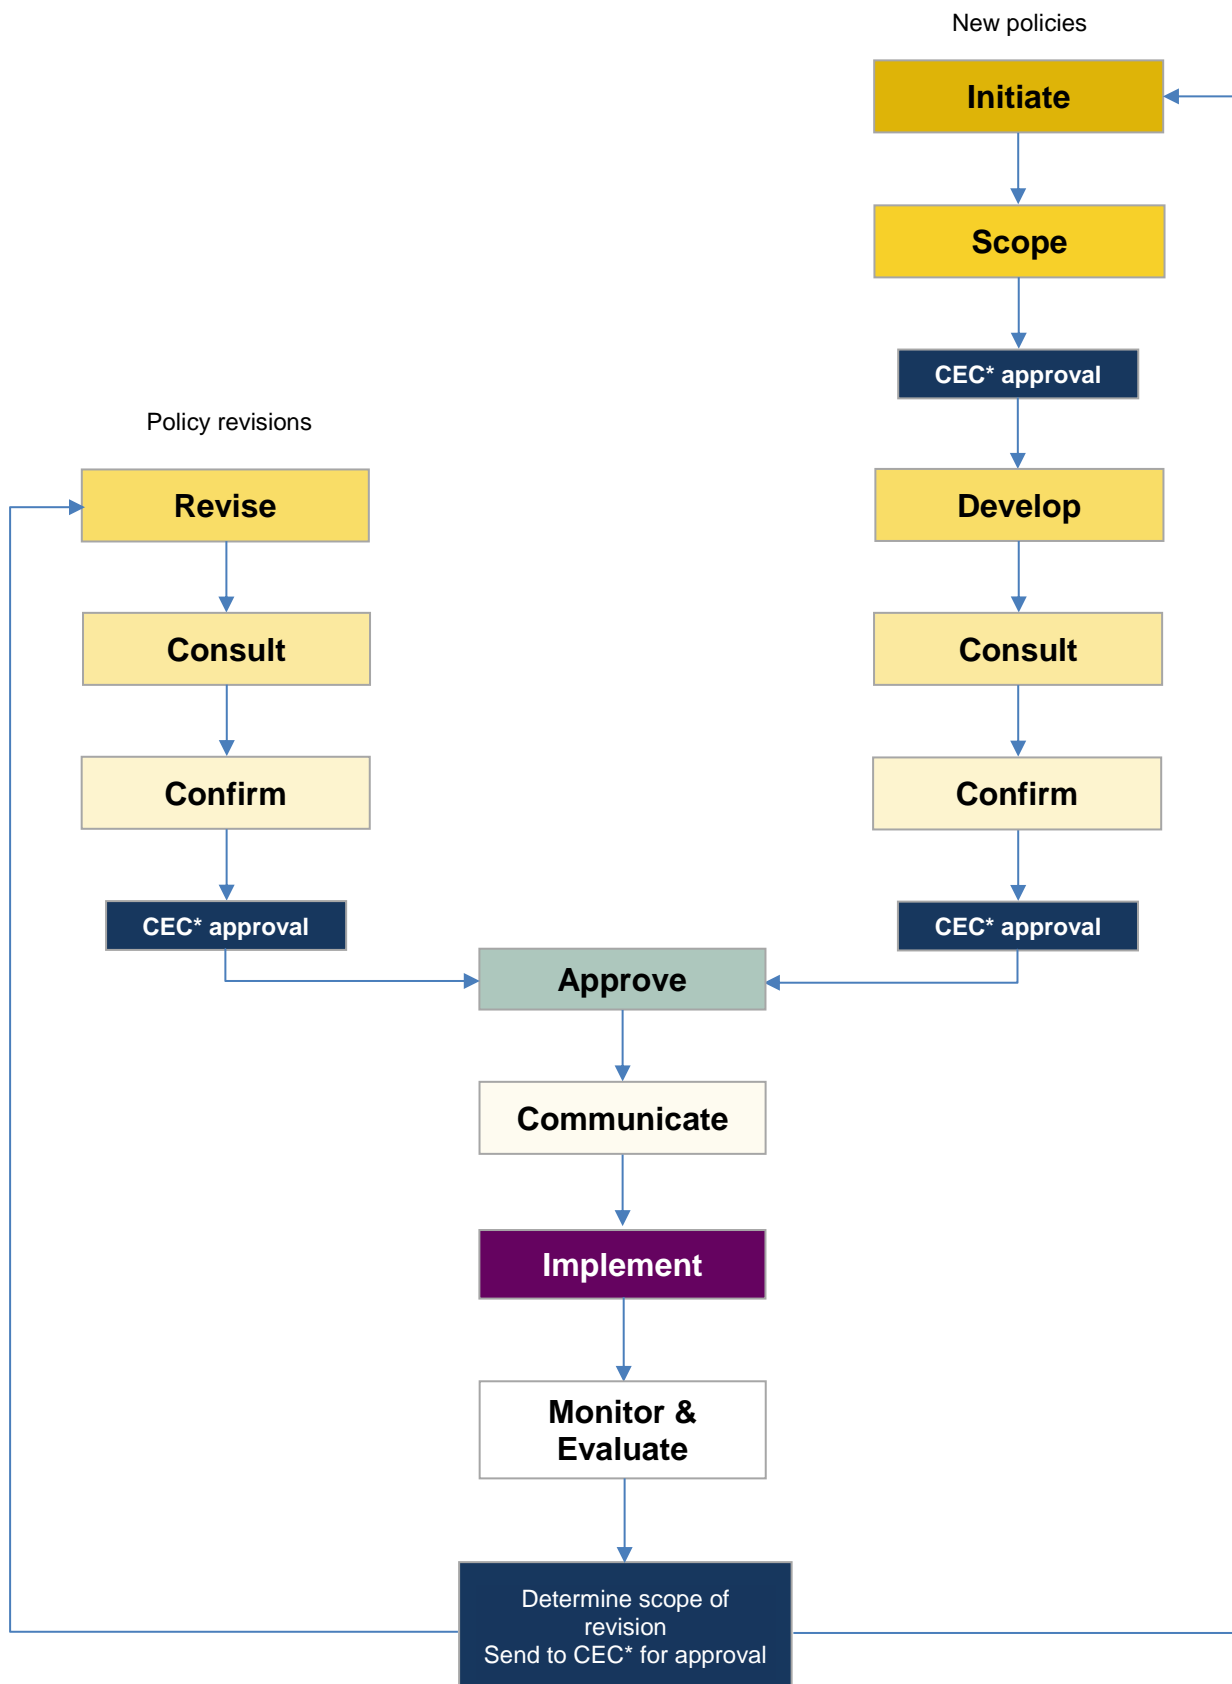 New policies
Initiate
Scope
CEC* approval
Policy revisions
Revise
Develop
Consult
Consult
Confirm
Confirm
CEC* approval
CEC* approval
Approve
Communicate
Implement
Monitor &
Evaluate
Determine scope of
revision
Send to CEC* for approval